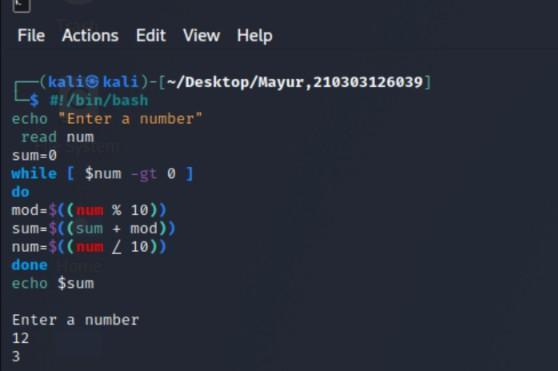 File Actions Edit View Help
┌──(kali㉿kali)-[~/Desktop/Mayur,210303126039]
└─$ #!/bin/bash
echo "Enter a number"
 read num
sum=0
while [ $num -gt 0 ]
do
mod=$((num % 10))
sum=$((sum + mod))
num=$((num / 10))
done
echo $sum

Enter a number
12
3